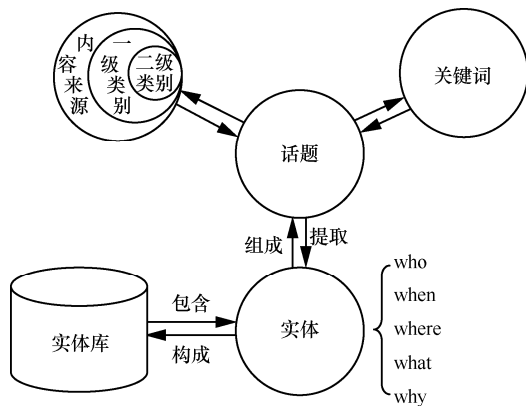 内容来源
一级类别
二级
类别
关键词
话题
组成
提取
实体库
包含
构成
实体
who
when
where
what
why